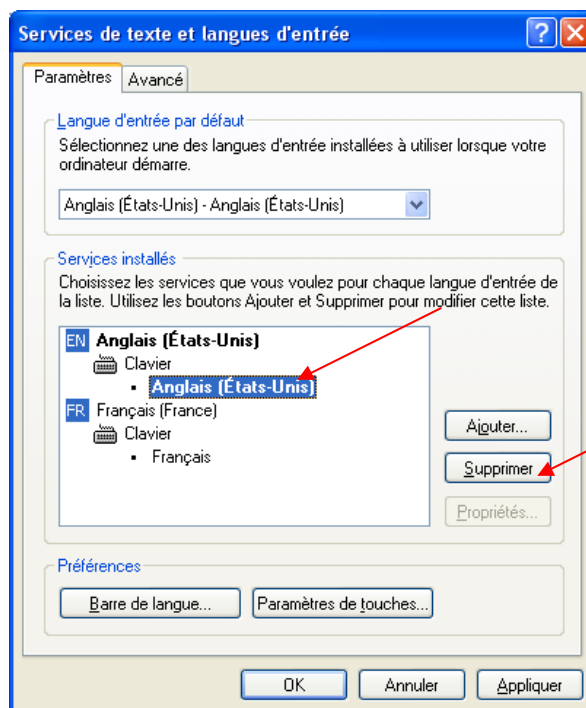 Services de texte et langues d'entrée
Paramètres Avancé
Langue d'entrée par défaut
Sélectionnez une des langues d'entrée installées à utiliser lorsque votre
ordinateur démarre.
Anglais (États-Unis) - Anglais (États-Unis)
Services installés
Choisissez les services que vous voulez pour chaque langue d'entrée de
la liste. Utilisez les boutons Ajouter et Supprimer pour modifier cette liste.
EN Anglais (États-Unis)
Clavier
• Anglais (États-Unis)
FR Français (France)
Clavier
• Français
Ajouter...
Supprimer
Propriétés...
Préférences
Barre de langue... Paramètres de touches...
OK Annuler Appliquer